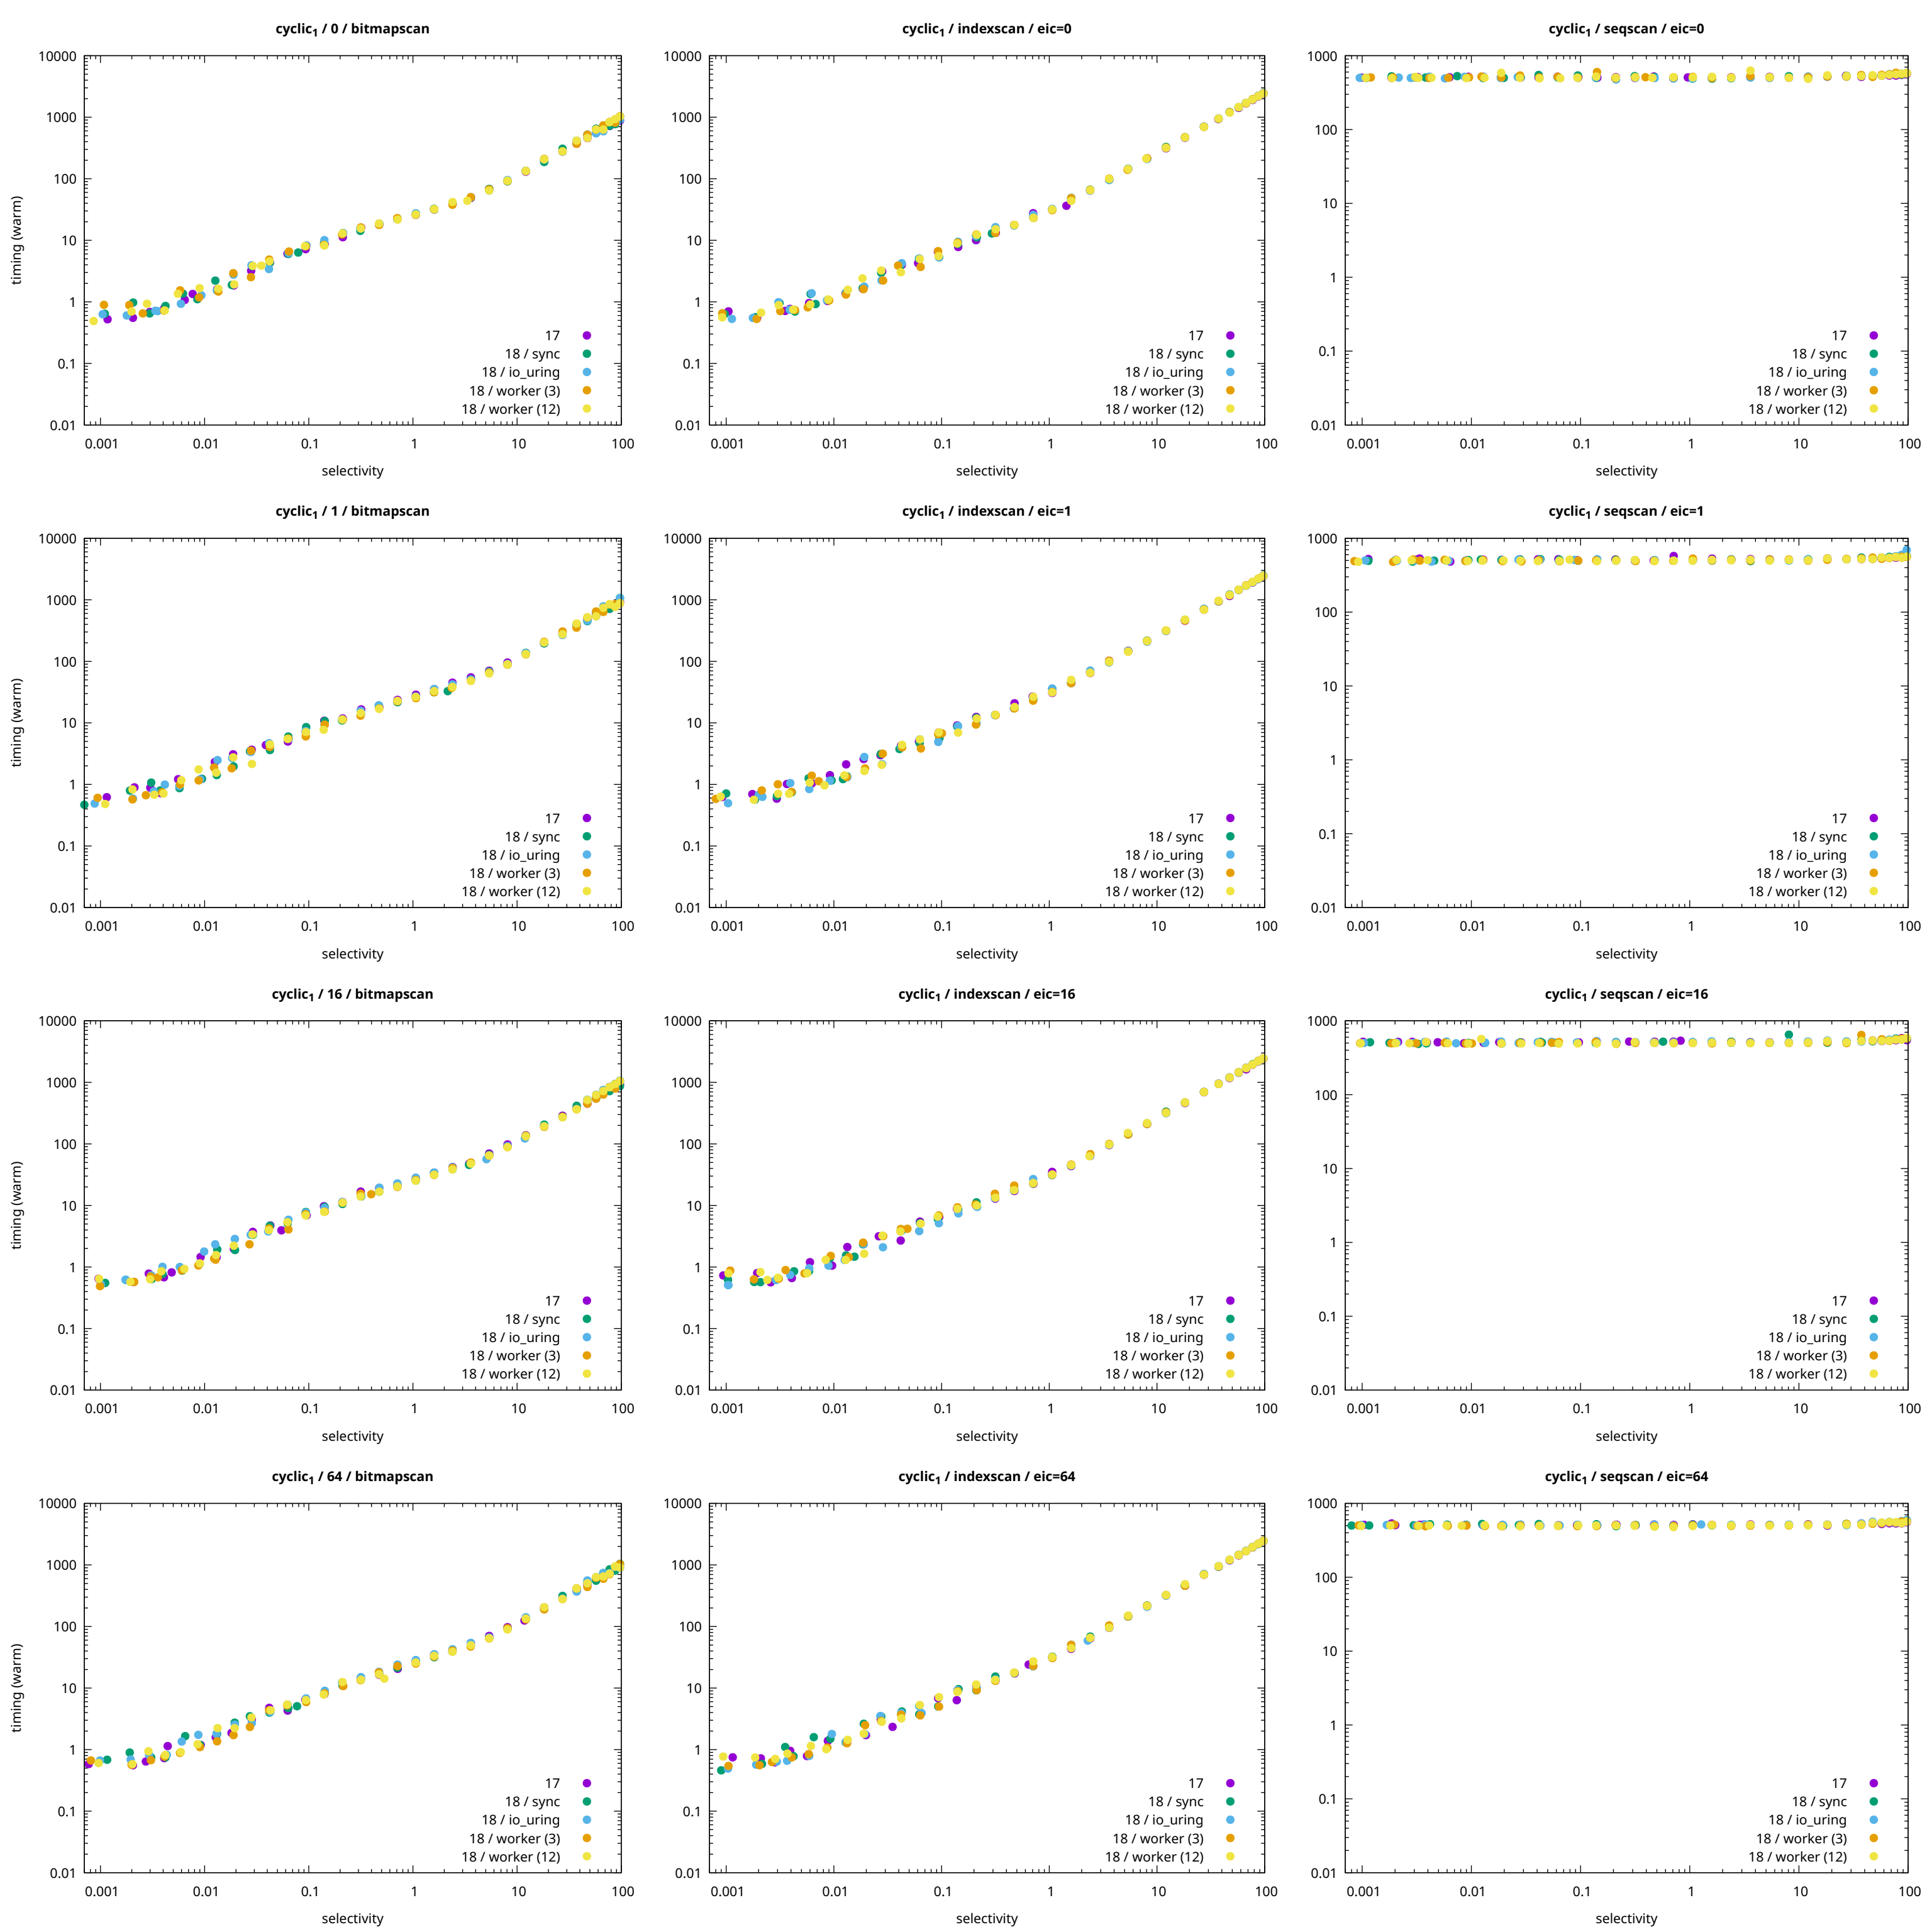 cyclic1 / 0 / bitmapscan
10000
1000
100
10
1
0.1
0.01
timing (warm)
17
18 / sync
18 / io_uring
18 / worker (3)
18 / worker (12)
0.001 0.01 0.1 1 10 100
selectivity
cyclic1 / indexscan / eic=0
10000
1000
100
10
1
0.1
0.01
17
18 / sync
18 / io_uring
18 / worker (3)
18 / worker (12)
0.001 0.01 0.1 1 10 100
selectivity
cyclic1 / seqscan / eic=0
1000
100
10
1
0.1
0.01
17
18 / sync
18 / io_uring
18 / worker (3)
18 / worker (12)
0.001 0.01 0.1 1 10 100
selectivity
cyclic1 / 1 / bitmapscan
10000
1000
100
10
1
0.1
0.01
timing (warm)
17
18 / sync
18 / io_uring
18 / worker (3)
18 / worker (12)
0.001 0.01 0.1 1 10 100
selectivity
cyclic1 / indexscan / eic=1
10000
1000
100
10
1
0.1
0.01
17
18 / sync
18 / io_uring
18 / worker (3)
18 / worker (12)
0.001 0.01 0.1 1 10 100
selectivity
cyclic1 / seqscan / eic=1
1000
100
10
1
0.1
0.01
17
18 / sync
18 / io_uring
18 / worker (3)
18 / worker (12)
0.001 0.01 0.1 1 10 100
selectivity
cyclic1 / 16 / bitmapscan
10000
1000
100
10
1
0.1
0.01
timing (warm)
17
18 / sync
18 / io_uring
18 / worker (3)
18 / worker (12)
0.001 0.01 0.1 1 10 100
selectivity
cyclic1 / indexscan / eic=16
10000
1000
100
10
1
0.1
0.01
17
18 / sync
18 / io_uring
18 / worker (3)
18 / worker (12)
0.001 0.01 0.1 1 10 100
selectivity
cyclic1 / seqscan / eic=16
1000
100
10
1
0.1
0.01
17
18 / sync
18 / io_uring
18 / worker (3)
18 / worker (12)
0.001 0.01 0.1 1 10 100
selectivity
cyclic1 / 64 / bitmapscan
10000
1000
100
10
1
0.1
0.01
timing (warm)
17
18 / sync
18 / io_uring
18 / worker (3)
18 / worker (12)
0.001 0.01 0.1 1 10 100
selectivity
cyclic1 / indexscan / eic=64
10000
1000
100
10
1
0.1
0.01
17
18 / sync
18 / io_uring
18 / worker (3)
18 / worker (12)
0.001 0.01 0.1 1 10 100
selectivity
cyclic1 / seqscan / eic=64
1000
100
10
1
0.1
0.01
17
18 / sync
18 / io_uring
18 / worker (3)
18 / worker (12)
0.001 0.01 0.1 1 10 100
selectivity